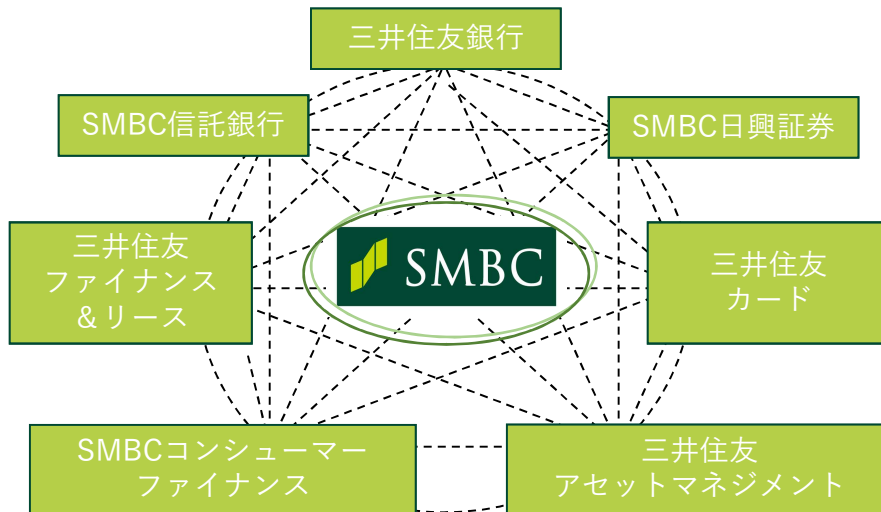 三井住友銀行
SMBC信託銀行
SMBC日興証券
三井住友
ファイナンス
＆リース
SMBC
三井住友
カード
SMBCコンシューマー
ファイナンス
三井住友
アセットマネジメント